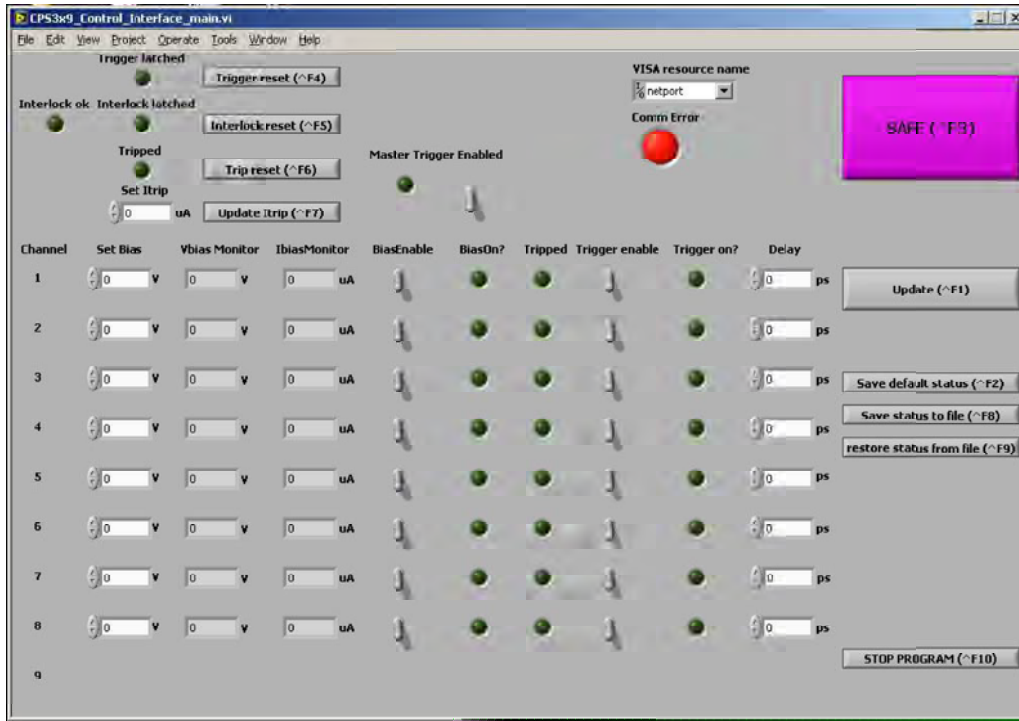 CPS3x9_Control_Interface_main.vi
File Edit View Project Operate Tools Window Help
Trigger latched
Trigger reset (^F4)
VISA resource name
netport
Interlock ok Interlock latched
Interlock reset (^F5)
Comm Error
SAFE ( ^F3)
Tripped
Trip reset (^F6)
Master Trigger Enabled
Set Itrip
0 uA Update Itrip (^F7)
Channel Set Bias Vbias Monitor IbiasMonitor BiasEnable BiasOn? Tripped Trigger enable Trigger on? Delay
1 0 V 0 V 0 uA 0 ps
Update (^F1)
2 0 V 0 V 0 uA 0 ps
3 0 V 0 V 0 uA 0 ps
Save default status (^F2)
Save status to file (^F8)
4 0 V 0 V 0 uA 0 ps
restore status from file (^F9)
5 0 V 0 V 0 uA 0 ps
6 0 V 0 V 0 uA 0 ps
7 0 V 0 V 0 uA 0 ps
8 0 V 0 V 0 uA 0 ps
STOP PROGRAM (^F10)
9